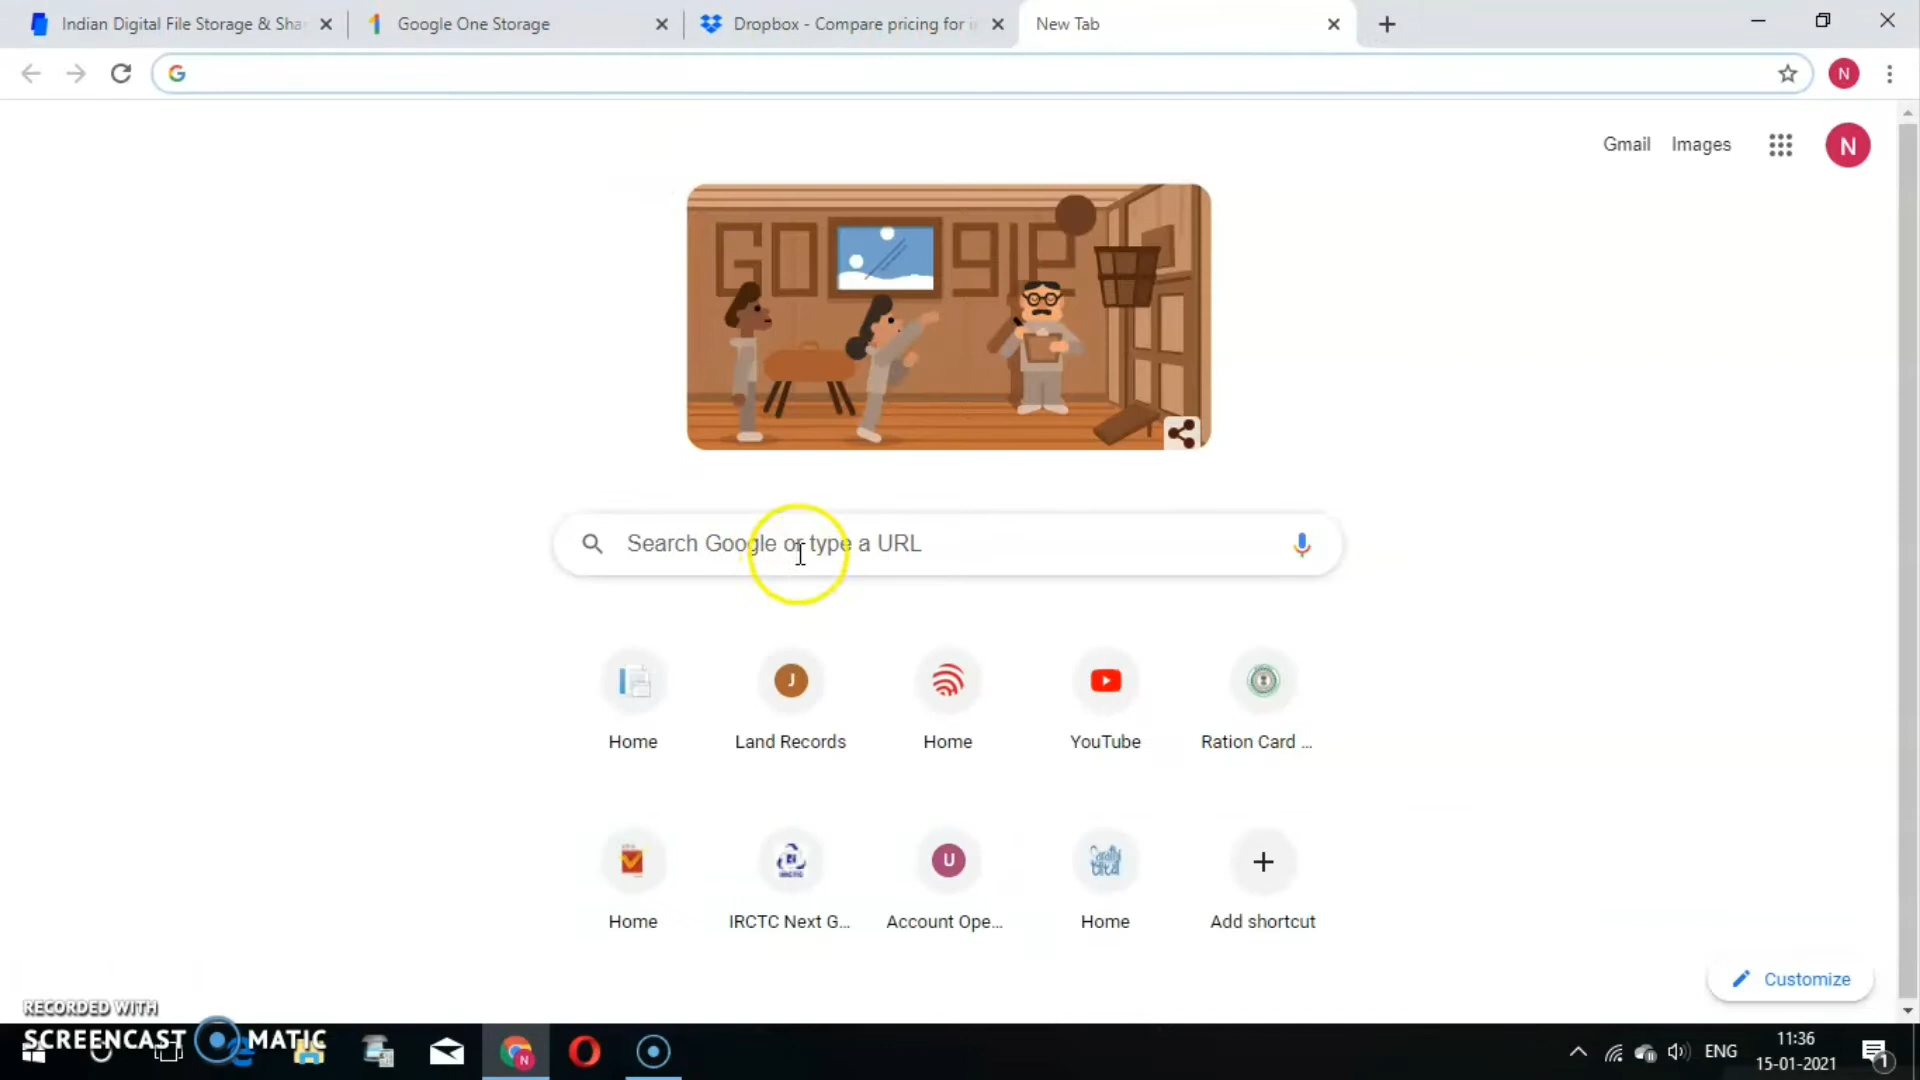 Indian Digital File Storage & Sha
Google One Storage
Dropbox - Compare pricing for i
New Tab
N
Gmail
Images
N
Search Google or type a URL
J
Home
Land Records
Home
YouTube
Ration Card ...
U
Home
IRCTC Next G...
Account Ope...
Home
Add shortcut
Customize
RECORDED WITH
SCREENCAST MATIC
N
ENG
11:36
15-01-2021
1